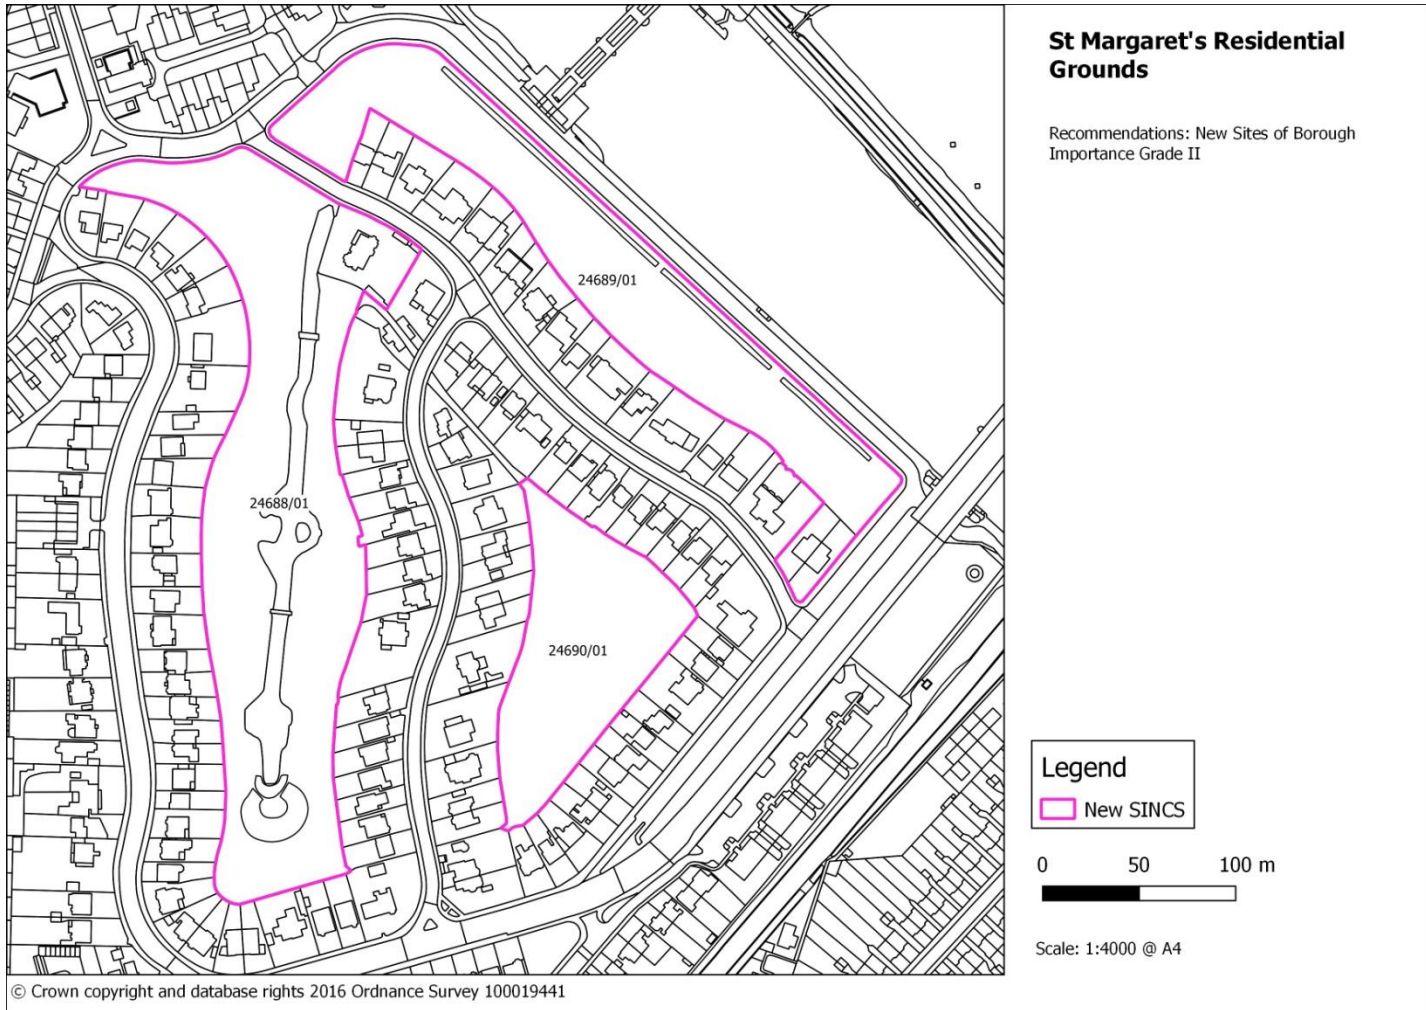 St Margaret's Residential
Grounds
Recommendations: New Sites of Borough
Importance Grade II
24689/01
24688/01
24690/01
Legend
New SINCS
0 50 100 m
Scale: 1:4000 @ A4
© Crown copyright and database rights 2016 Ordnance Survey 100019441